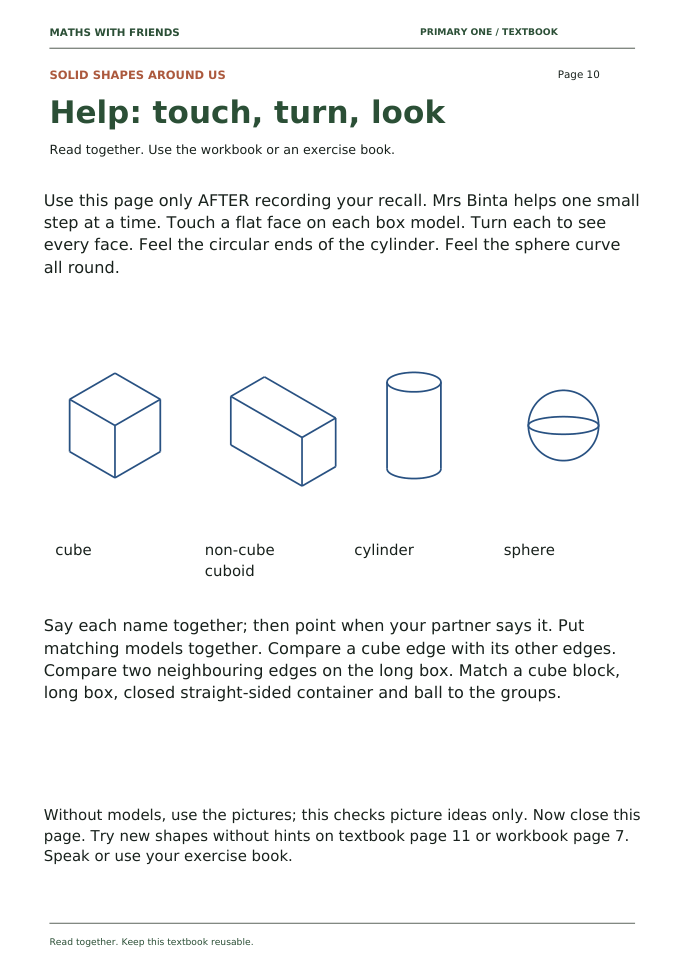 MATHS WITH FRIENDS
PRIMARY ONE / TEXTBOOK
SOLID SHAPES AROUND US
Page 10
Help: touch, turn, look
Read together. Use the workbook or an exercise book.
Use this page only AFTER recording your recall. Mrs Binta helps one small
step at a time. Touch a flat face on each box model. Turn each to see
every face. Feel the circular ends of the cylinder. Feel the sphere curve
all round.
cube
non-cube
cuboid
cylinder
sphere
Say each name together; then point when your partner says it. Put
matching models together. Compare a cube edge with its other edges.
Compare two neighbouring edges on the long box. Match a cube block,
long box, closed straight-sided container and ball to the groups.
Without models, use the pictures; this checks picture ideas only. Now close this
page. Try new shapes without hints on textbook page 11 or workbook page 7.
Speak or use your exercise book.
Read together. Keep this textbook reusable.